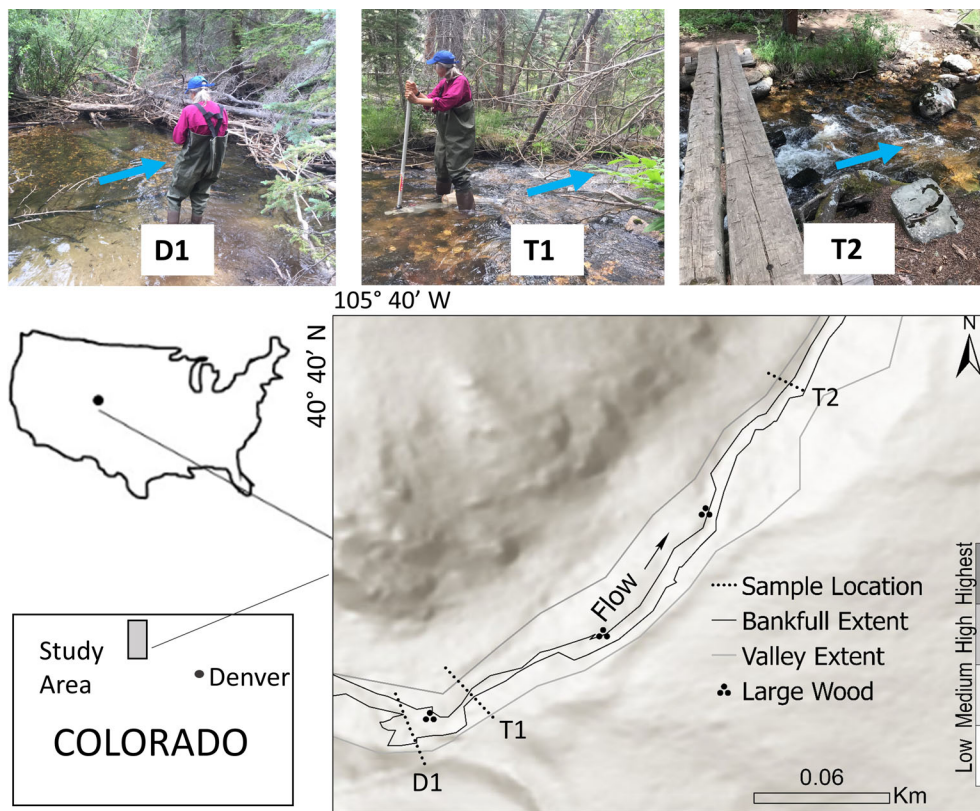 D1
T1
T2
105° 40’ W
40° 40’ N
N
T2
Flow
Sample Location
Bankfull Extent
Valley Extent
Large Wood
Low Medium High Highest
T1
D1
0.06
Km
Study
Area
Denver
COLORADO